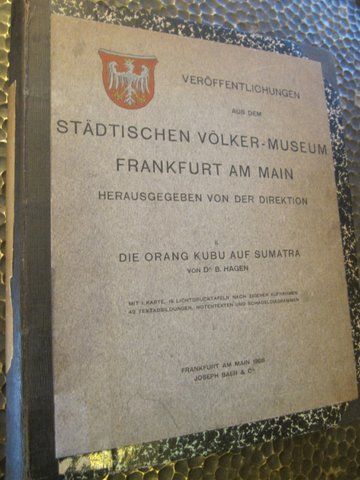 VERÖFFENTLICHUNGEN
AUS DEM
STÄDTISCHEN VÖLKER-MUSEUM
FRANKFURT AM MAIN
HERAUSGEGEBEN VON DER DIREKTION
II.
DIE ORANG KUBU AUF SUMATRA
VON DR. B. HAGEN
MIT 1 KARTE, 16 LICHTDRUCKTAFELN NACH EIGENEN AUFNAHMEN
42 TEXTABBILDUNGEN, NOTENTEXTEN UND SCHÄDELDIAGRAMMEN
FRANKFURT AM MAIN 1908
JOSEPH BAER & Co.